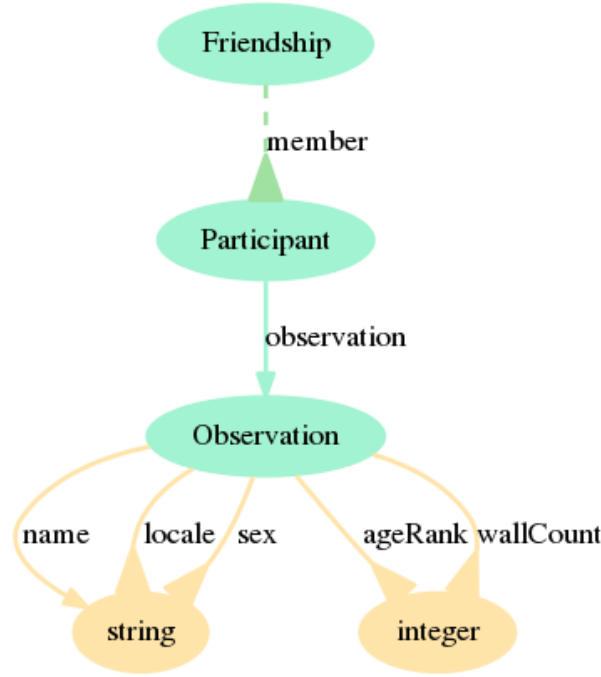 Friendship
member
Participant
observation
Observation
name locale sex ageRank wallCount
string integer